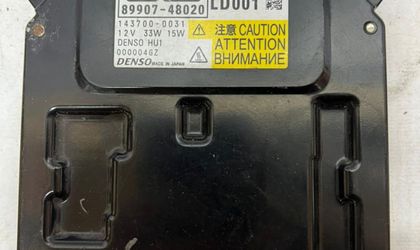 89907-48020 LD001
143700-0031
12V 33W 15W
DENSO HU1
0000046Z
DENSO MADE IN JAPAN
注意 CAUTION
ATTENTION
ВНИМАНИЕ